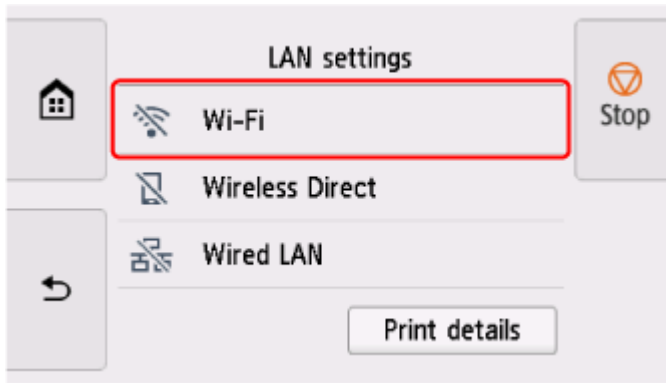 LAN settings
Wi-Fi
Stop
Wireless Direct
Wired LAN
Print details